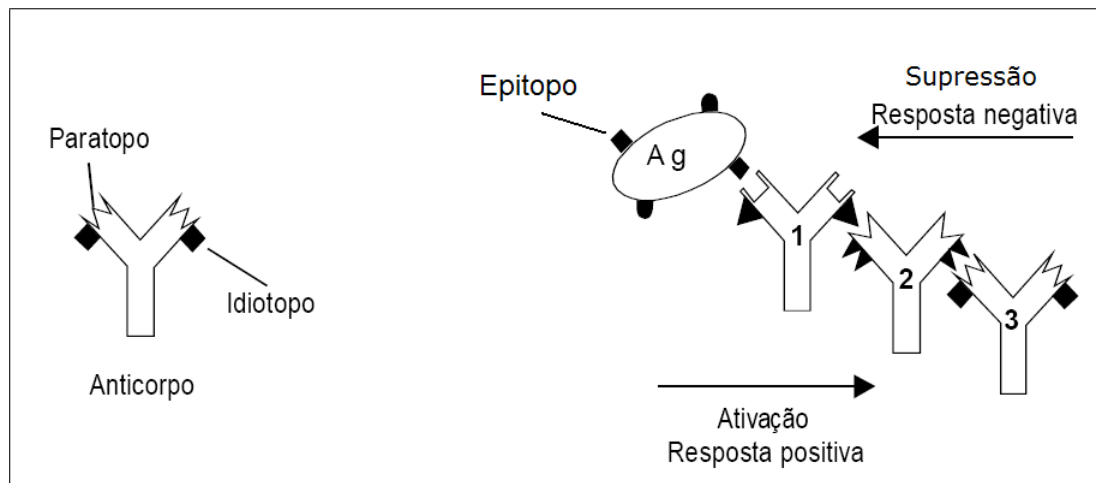 Paratopo
Idiotopo
Anticorpo
Epitopo
A g
Supressão
Resposta negativa
1
2
3
Ativação
Resposta positiva